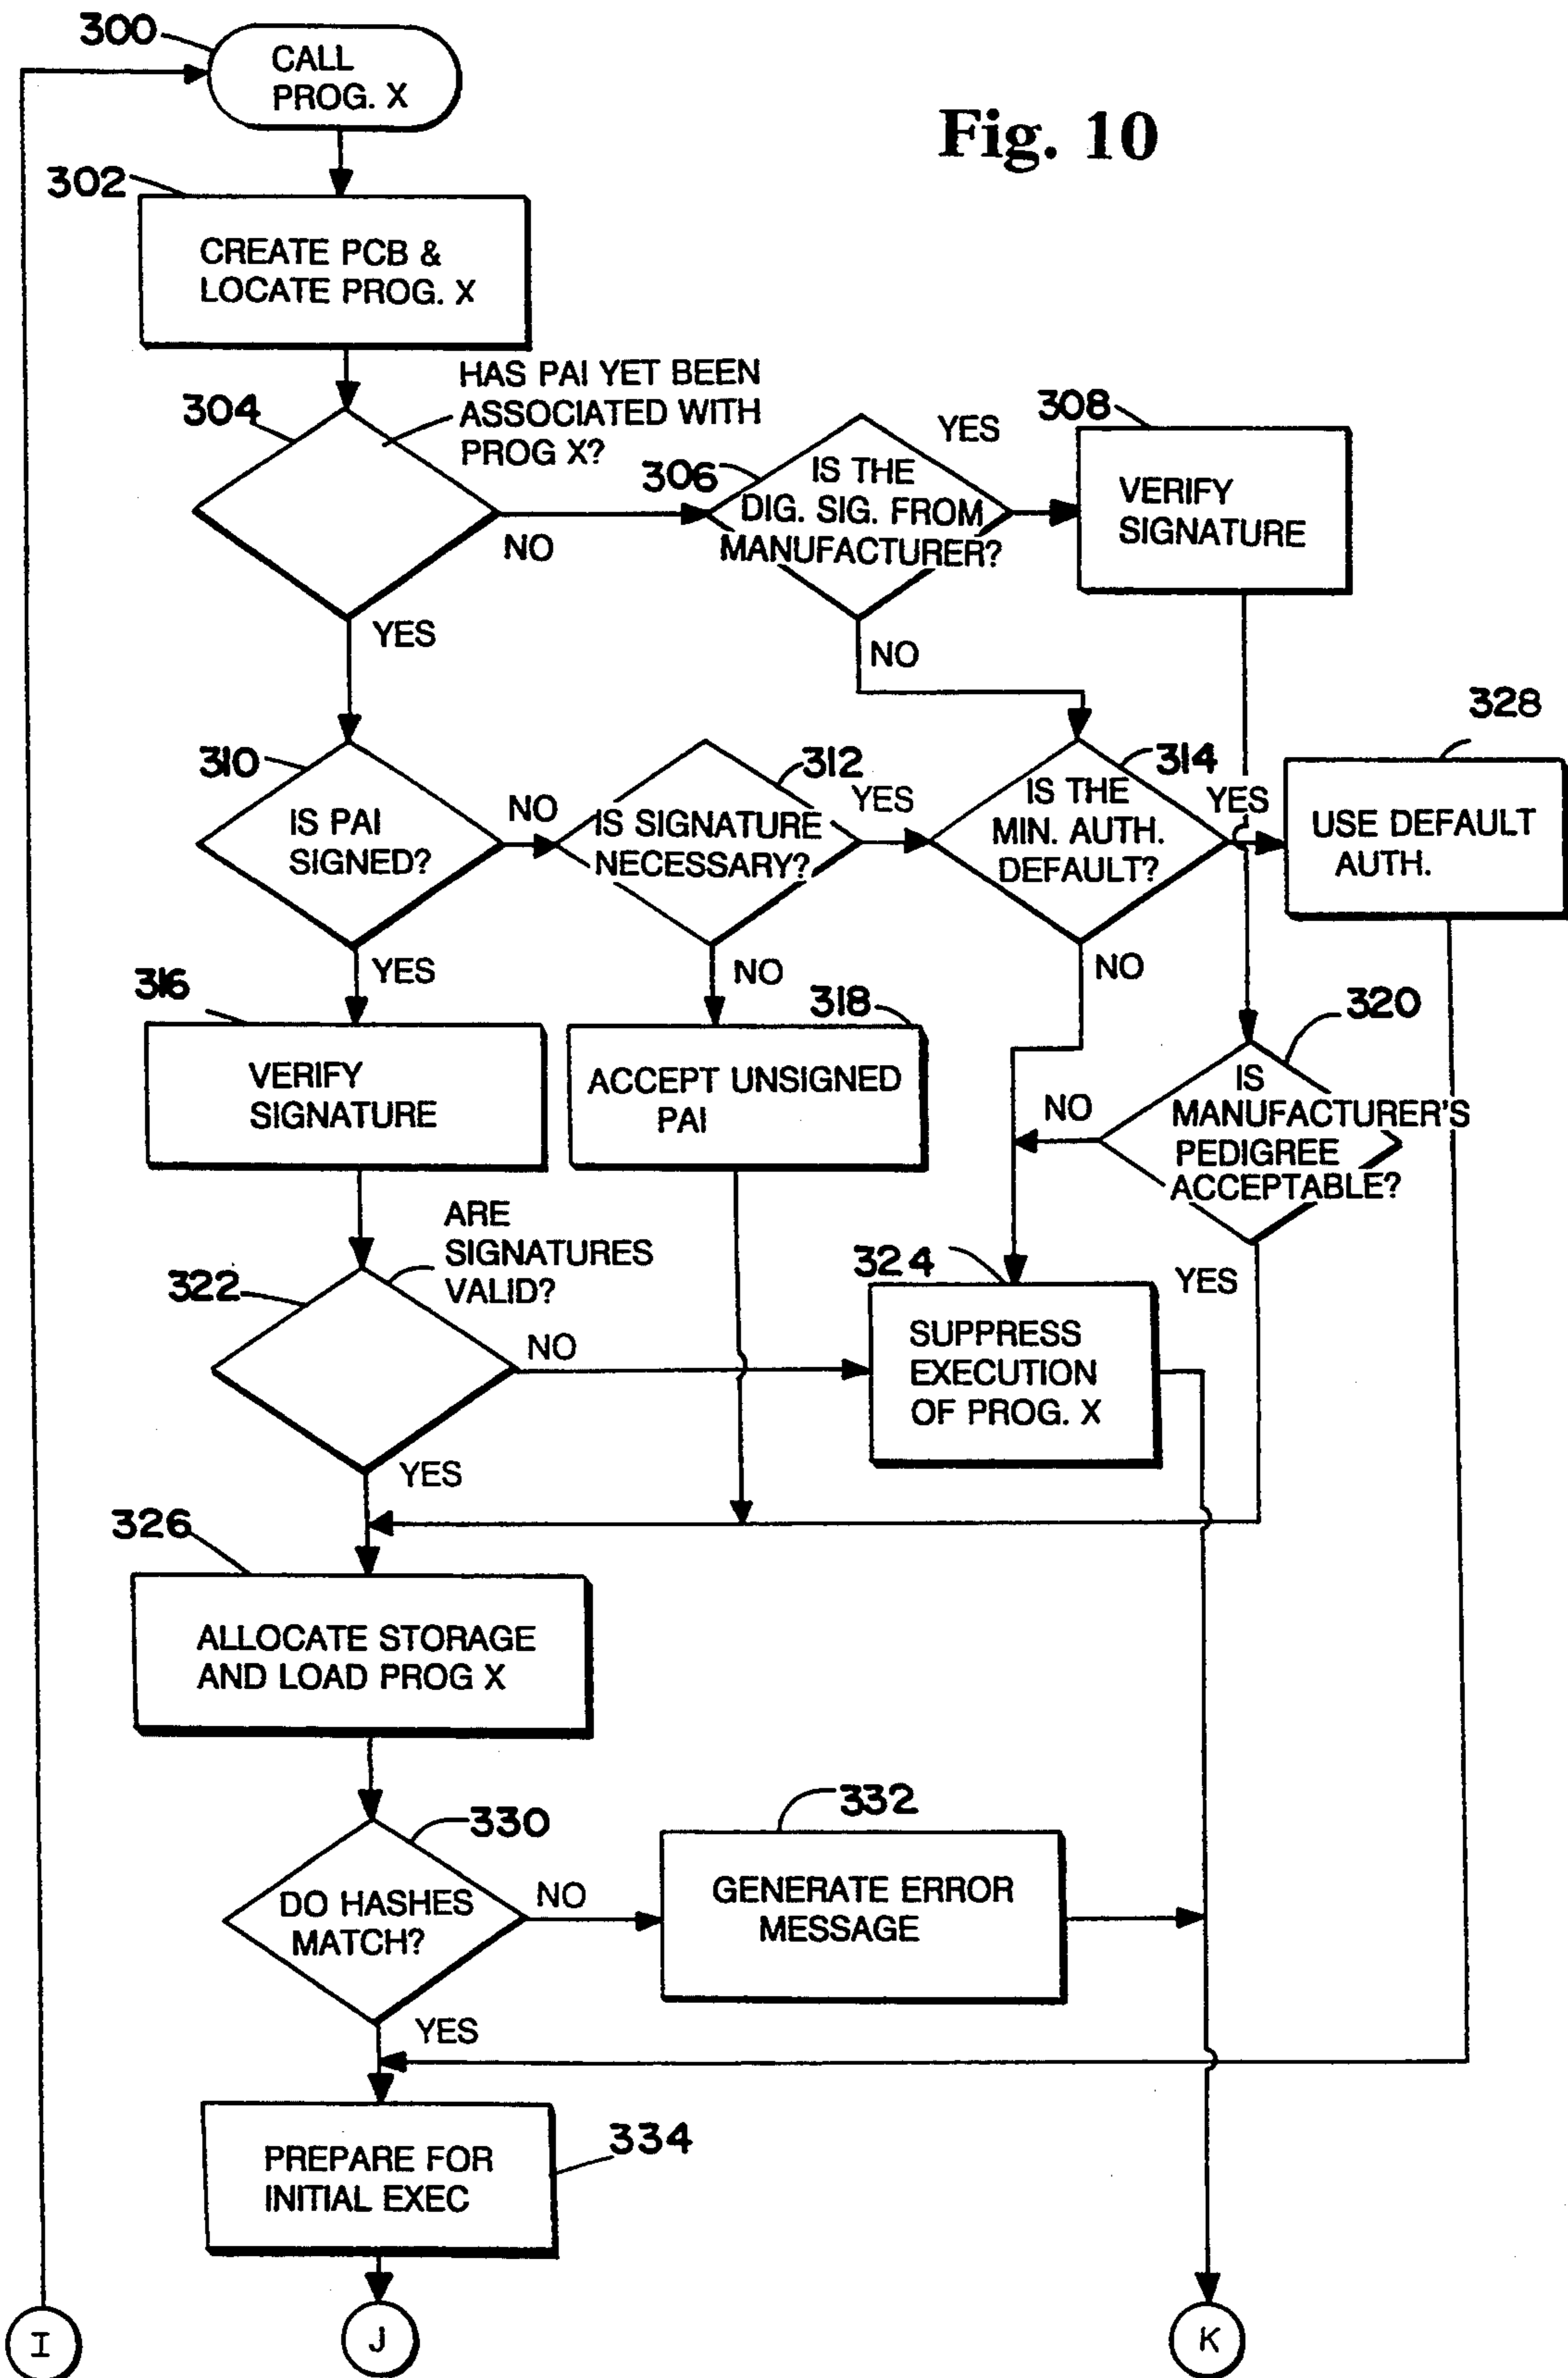 Fig. 10
300
CALL
PROG. X
302
CREATE PCB &
LOCATE PROG. X
304
HAS PAI YET BEEN
ASSOCIATED WITH
PROG X?
NO
YES
306
IS THE
DIG. SIG. FROM
MANUFACTURER?
YES
NO
308
VERIFY
SIGNATURE
310
IS PAI
SIGNED?
NO
YES
312
IS SIGNATURE
NECESSARY?
YES
NO
314
IS THE
MIN. AUTH.
DEFAULT?
YES
NO
328
USE DEFAULT
AUTH.
316
VERIFY
SIGNATURE
318
ACCEPT UNSIGNED
PAI
320
IS
MANUFACTURER'S
PEDIGREE
ACCEPTABLE?
NO
YES
322
ARE
SIGNATURES
VALID?
NO
YES
324
SUPPRESS
EXECUTION
OF PROG. X
326
ALLOCATE STORAGE
AND LOAD PROG X
330
DO HASHES
MATCH?
NO
YES
332
GENERATE ERROR
MESSAGE
334
PREPARE FOR
INITIAL EXEC
I
J
K